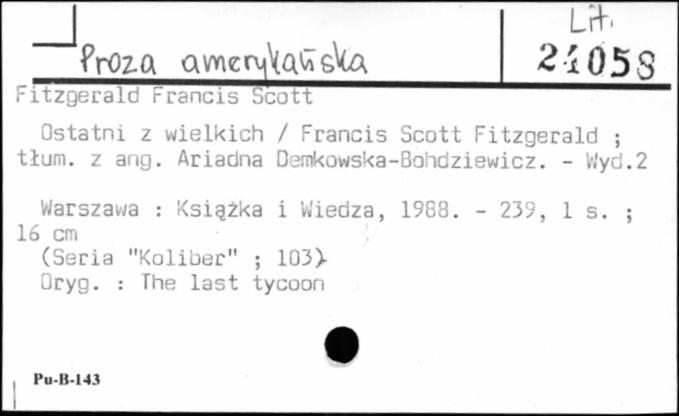 Lit.
Proza amerykańska
24058
Fitzgerald Francis Scott
Ostatni z wielkich / Francis Scott Fitzgerald ;
tłum. z ang. Ariadna Demkowska-Bohdziewicz. - Wyd.2
Warszawa : Książka i Wiedza, 1988. - 239, 1 s. ;
16 cm
(Seria "Koliber" ; 103)
Oryg. : The last tycoon
Pu-B-143